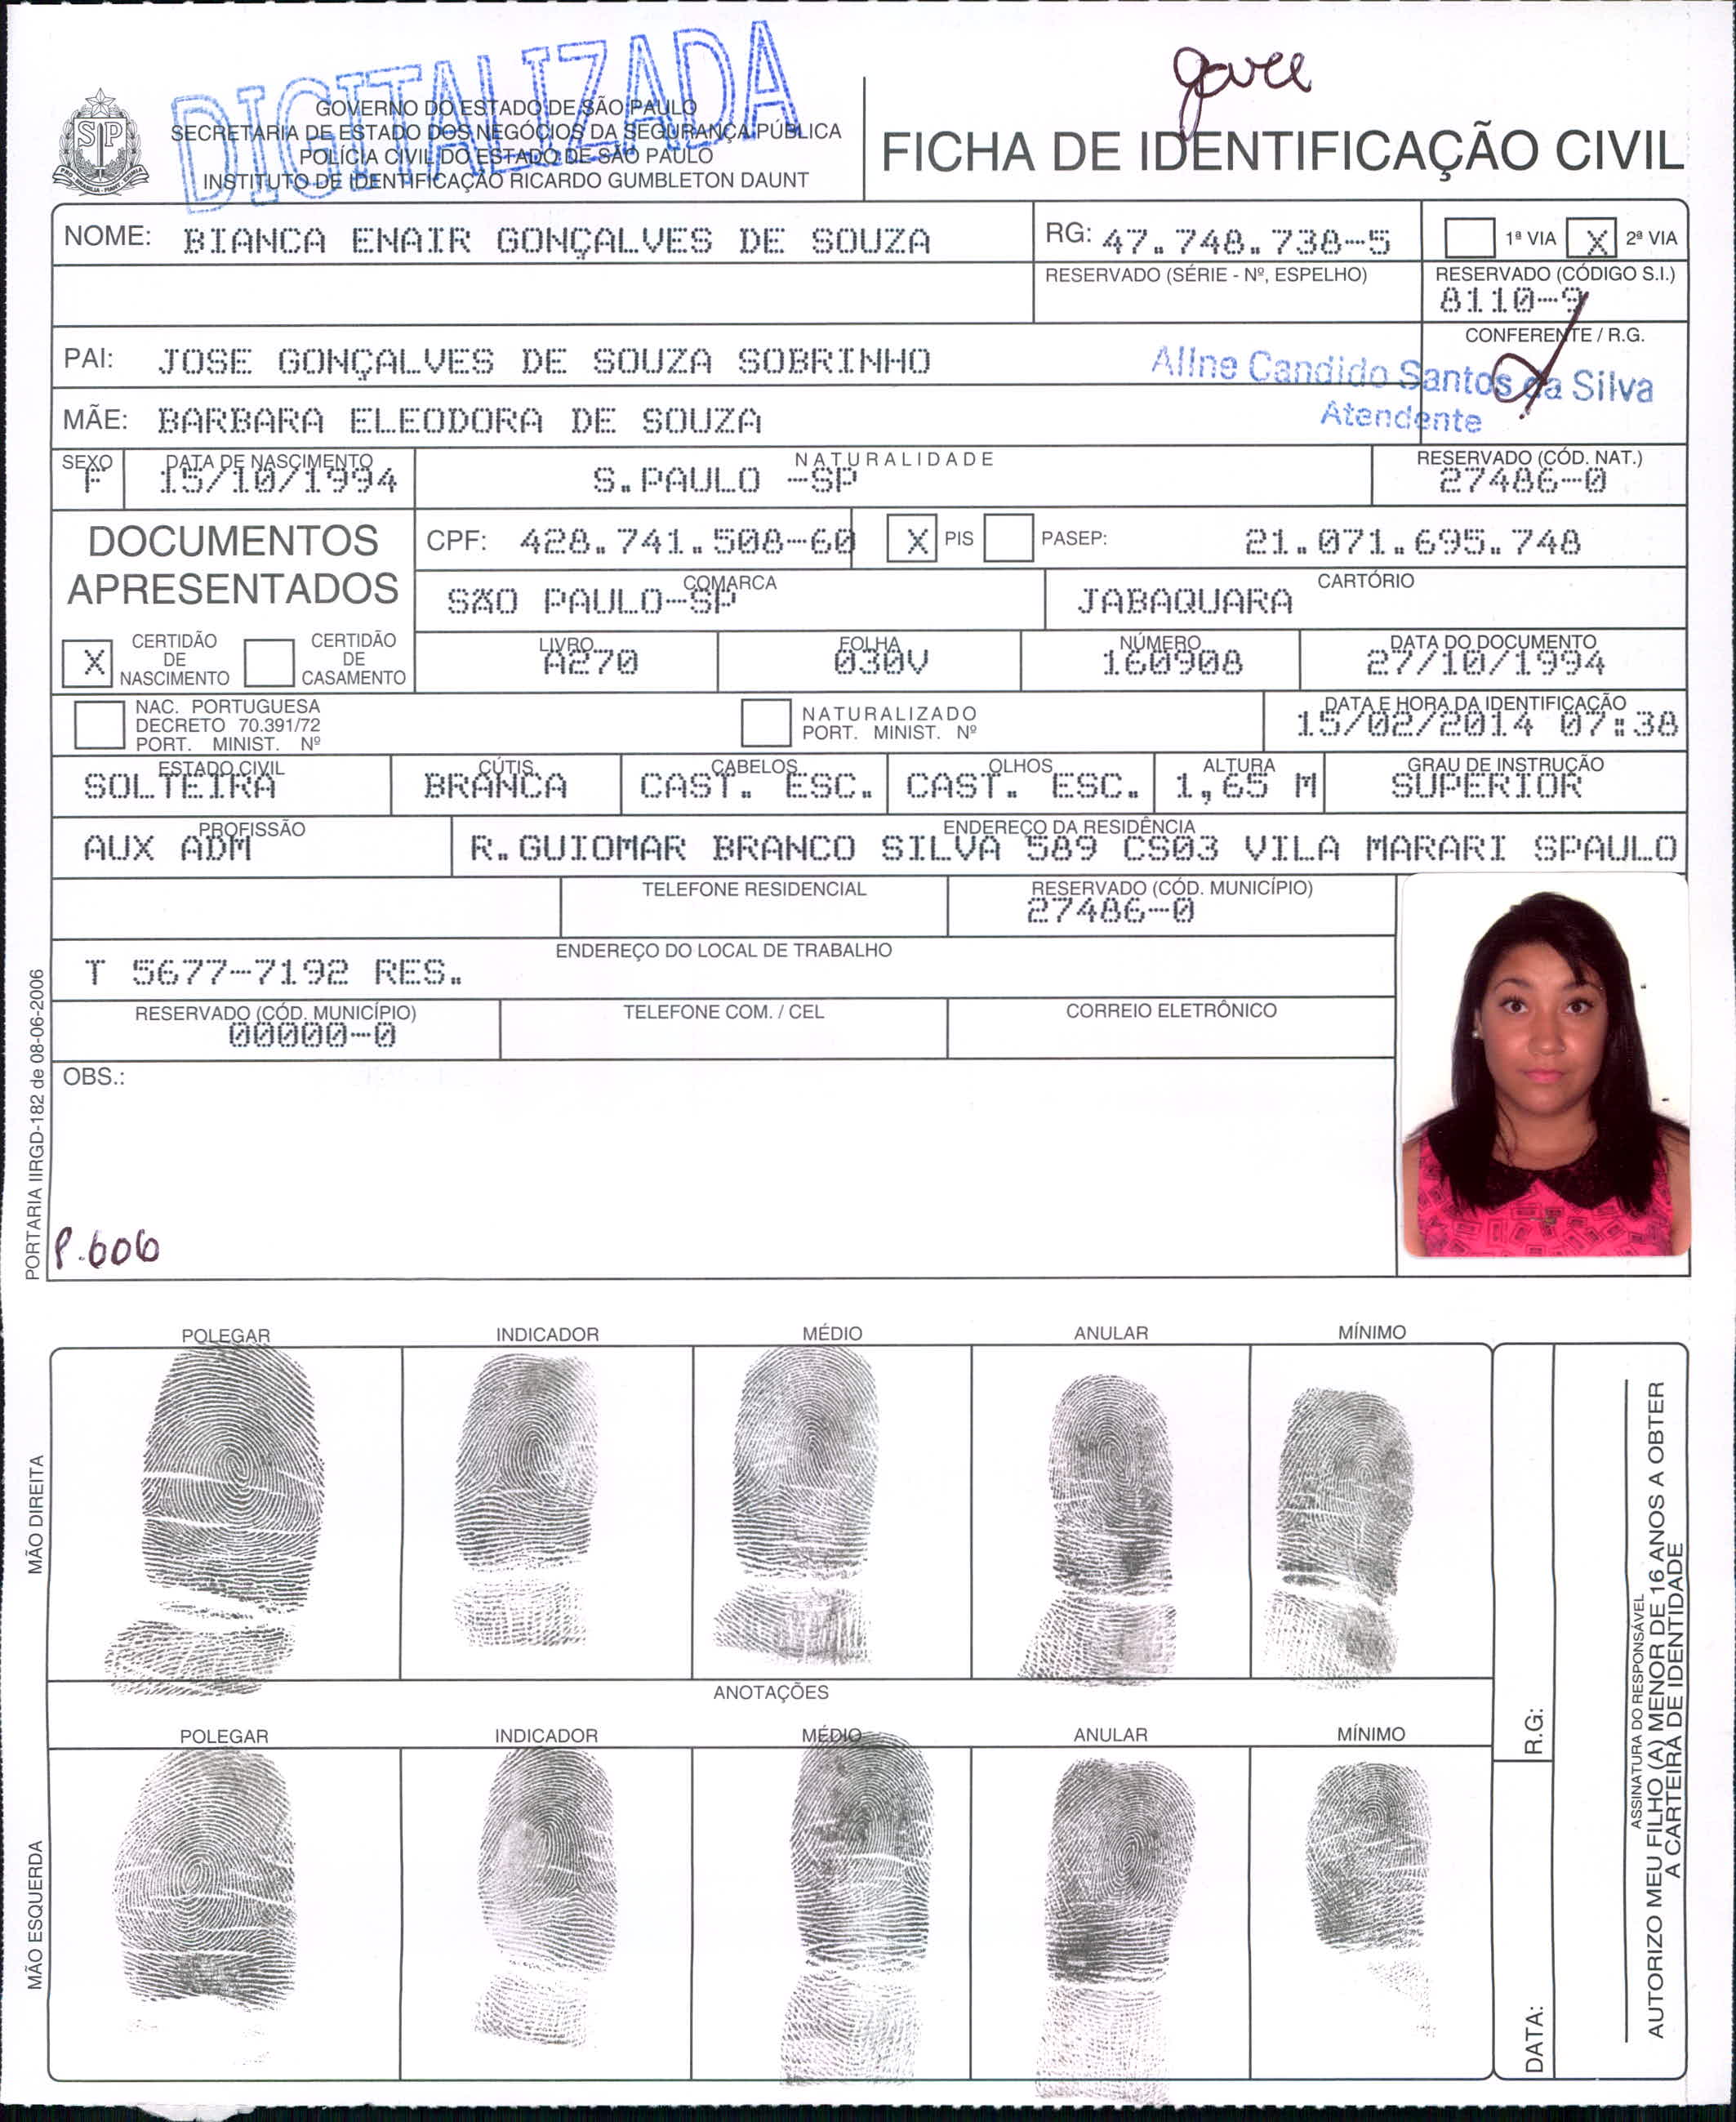 DIGITALIZADA
GOVERNO DO ESTADO DE SÃO PAULO
SECRETARIA DE ESTADO DOS NEGÓCIOS DA SEGURANÇA PÚBLICA
POLÍCIA CIVIL DO ESTADO DE SÃO PAULO
INSTITUTO DE IDENTIFICAÇÃO RICARDO GUMBLETON DAUNT
FICHA DE IDENTIFICAÇÃO CIVIL
NOME: BIANCA ENAIR GONÇALVES DE SOUZA
RG: 47.748.738-5
1ª VIA X 2ª VIA
RESERVADO (SÉRIE - Nº, ESPELHO)
RESERVADO (CÓDIGO S.I.)
8110-9
PAI: JOSE GONÇALVES DE SOUZA SOBRINHO
CONFERENTE / R.G.
Aline Candido Santos da Silva
Atendente
MÃE: BARBARA ELEODORA DE SOUZA
SEXO
F
DATA DE NASCIMENTO
15/10/1994
NATURALIDADE
S.PAULO -SP
RESERVADO (CÓD. NAT.)
27486-0
DOCUMENTOS
APRESENTADOS
CPF: 428.741.508-60
X PIS PASEP: 21.071.695.748
COMARCA
SÃO PAULO-SP
CARTÓRIO
JABAQUARA
X CERTIDÃO
DE
NASCIMENTO
CERTIDÃO
DE
CASAMENTO
LIVRO
A270
FOLHA
030V
NÚMERO
160908
DATA DO DOCUMENTO
27/10/1994
NAC. PORTUGUESA
DECRETO 70.391/72
PORT. MINIST. Nº
NATURALIZADO
PORT. MINIST. Nº
DATA E HORA DA IDENTIFICAÇÃO
15/02/2014 07:38
ESTADO CIVIL
SOLTEIRA
CÚTIS
BRANCA
CABELOS
CAST. ESC.
OLHOS
CAST. ESC.
ALTURA
1,65 M
GRAU DE INSTRUÇÃO
SUPERIOR
PROFISSÃO
AUX ADM
ENDEREÇO DA RESIDÊNCIA
R.GUIOMAR BRANCO SILVA 589 CS03 VILA MARARI SPAULO
TELEFONE RESIDENCIAL
RESERVADO (CÓD. MUNICÍPIO)
27486-0
ENDEREÇO DO LOCAL DE TRABALHO
T 5677-7192 RES.
RESERVADO (CÓD. MUNICÍPIO)
00000-0
TELEFONE COM. / CEL
CORREIO ELETRÔNICO
OBS.:
P.606
PORTARIA IIRGD-182 de 08-06-2006
POLEGAR INDICADOR MÉDIO ANULAR MÍNIMO
MÃO DIREITA
ANOTAÇÕES
POLEGAR INDICADOR MÉDIO ANULAR MÍNIMO
MÃO ESQUERDA
R.G:
DATA:
ASSINATURA DO RESPONSÁVEL
AUTORIZO MEU FILHO (A) MENOR DE 16 ANOS A OBTER
A CARTEIRA DE IDENTIDADE